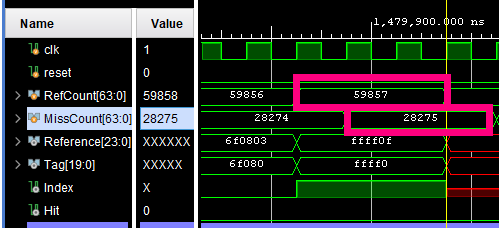 Name Value 1,479,900.000 ns
clk 1
reset 0
RefCount[63:0] 59858 59856 59857
MissCount[63:0] 28275 28274 28275
Reference[23:0] XXXXXX 6f0803 ffff0f
Tag[19:0] XXXXX 6f080 ffff0
Index X
Hit 0